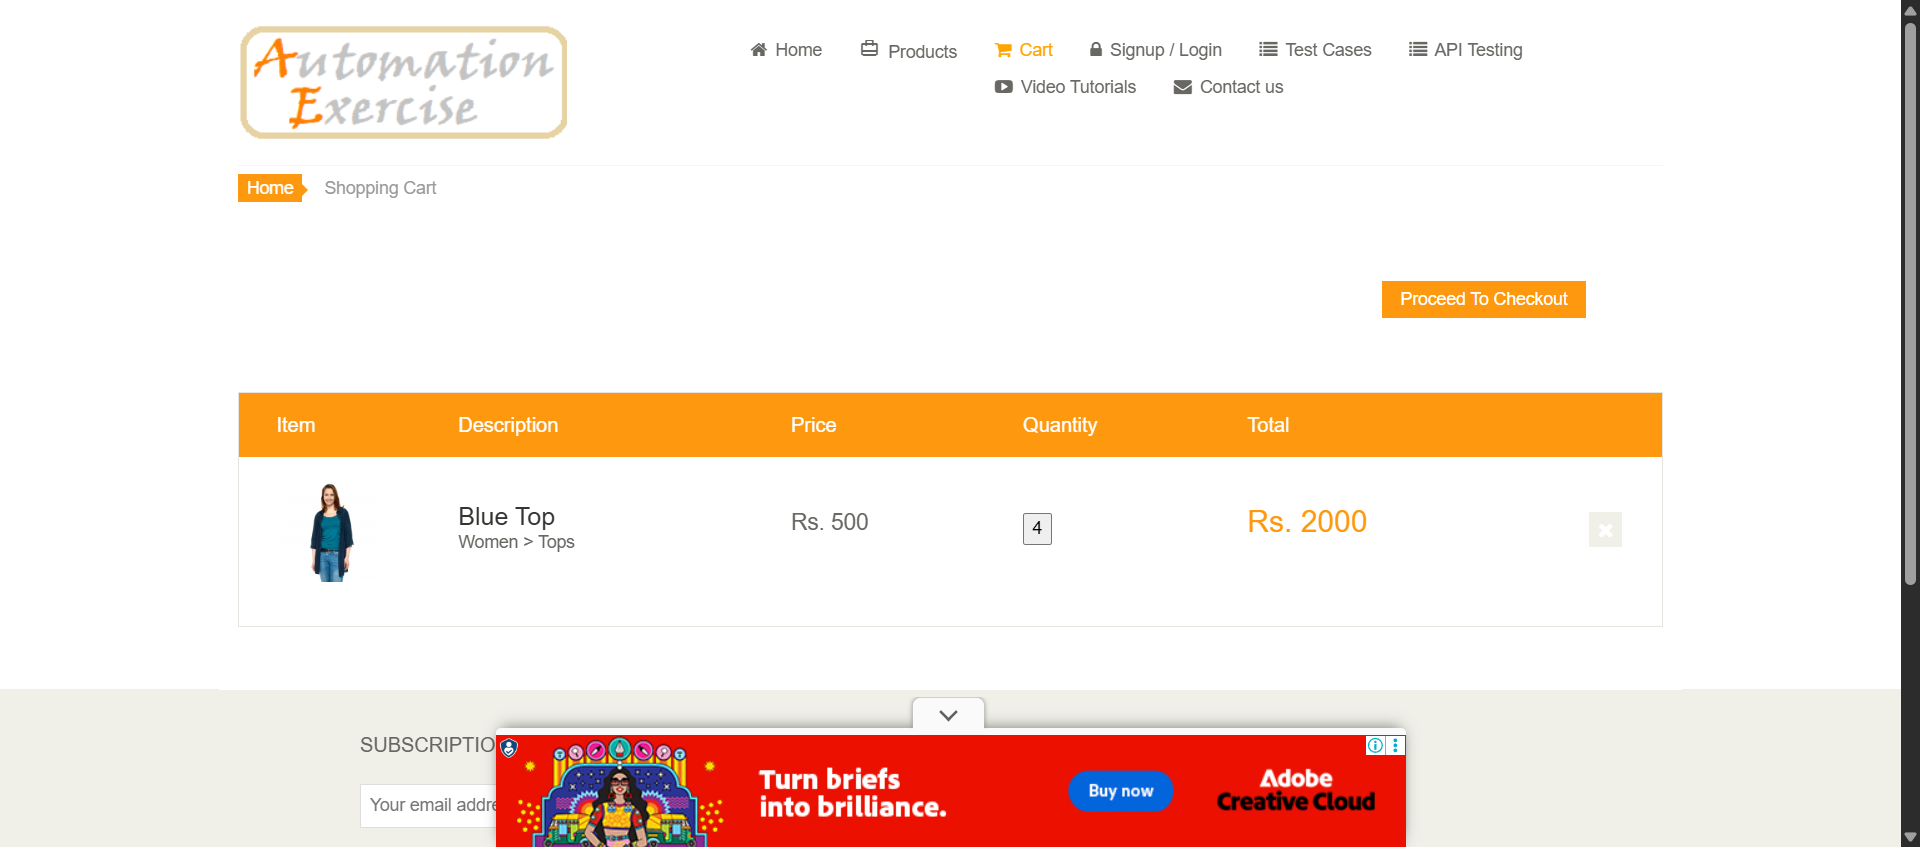 Automation
Exercise
Home
Products
Cart
Signup / Login
Test Cases
API Testing
Video Tutorials
Contact us
Home
Shopping Cart
Proceed To Checkout
Item Description Price Quantity Total
Blue Top
Women > Tops
Rs. 500
4
Rs. 2000
SUBSCRIPTIO
Your email addre
Turn briefs
into brilliance.
Buy now
Adobe
Creative Cloud